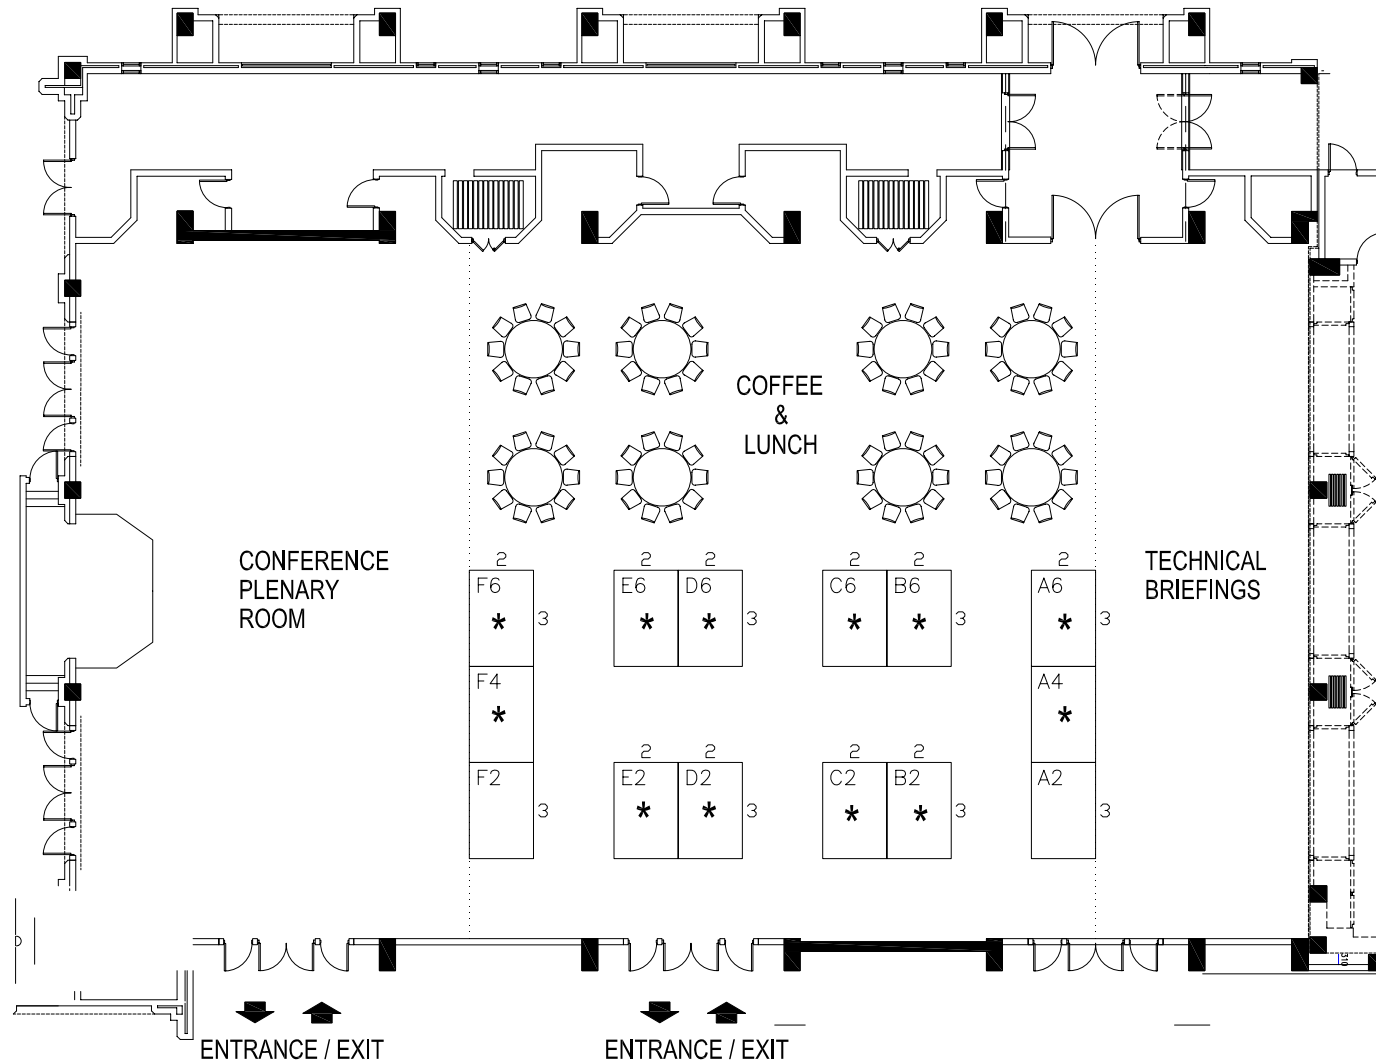 COFFEE
&
LUNCH
CONFERENCE
PLENARY
ROOM
TECHNICAL
BRIEFINGS
2 2 2 2 2 2
F6 E6 D6 C6 B6 A6
* * * * * *
3 3 3 3
F4 A4
* *
2 2 2 2
F2 E2 D2 C2 B2 A2
* * * *
3 3 3 3
310
ENTRANCE / EXIT ENTRANCE / EXIT